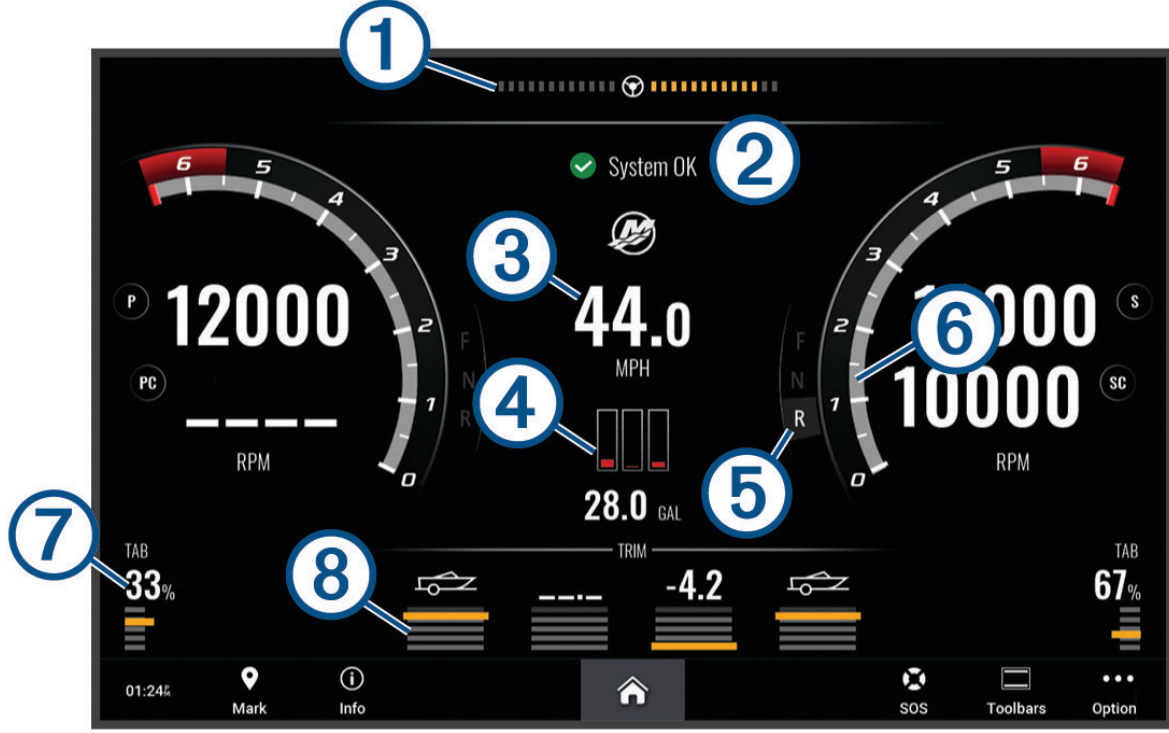 1
2
System OK
3
44.0
MPH
4
28.0 GAL
6
5
4
3
2
1
0
P
12000
PC
----
RPM
F
N
R
6
5
4
3
2
1
0
F
N
R
5
6
S
000
10000
SC
RPM
7
TAB
33%
8
TRIM
--.-
-4.2
TAB
67%
01:24PM
Mark
Info
SOS
Toolbars
Option